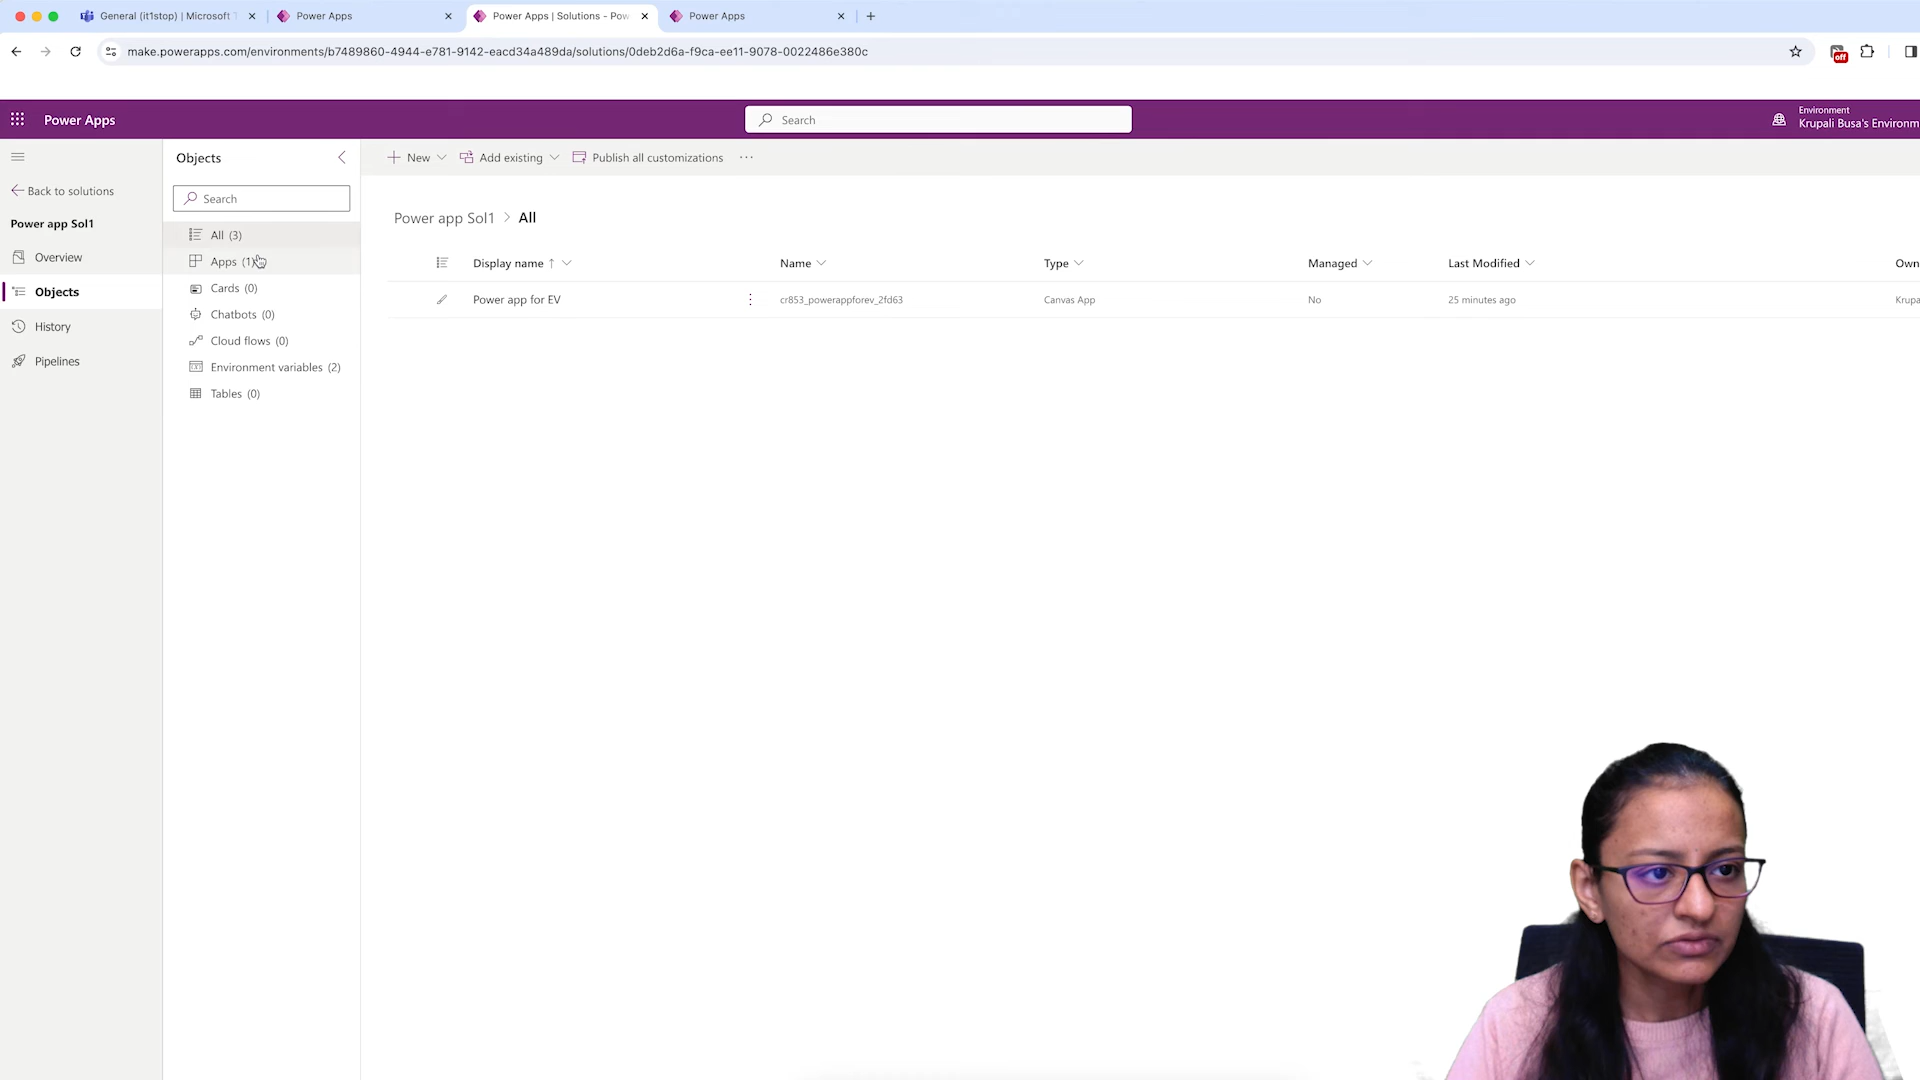 General (it1stop) | Microsoft
Power Apps
Power Apps | Solutions - Pow
Power Apps
make.powerapps.com/environments/b7489860-4944-e781-9142-eacd34a489da/solutions/0deb2d6a-f9ca-ee11-9078-0022486e380c
off
Power Apps
Search
Environment
Krupali Busa's Environm
Back to solutions
Power app Sol1
Overview
Objects
History
Pipelines
Objects
Search
All (3)
Apps (1)
Cards (0)
Chatbots (0)
Cloud flows (0)
Environment variables (2)
Tables (0)
New
Add existing
Publish all customizations
Power app Sol1 > All
Display name ↑ Name Type Managed Last Modified Own
Power app for EV cr853_powerappforev_2fd63 Canvas App No 25 minutes ago Krupa